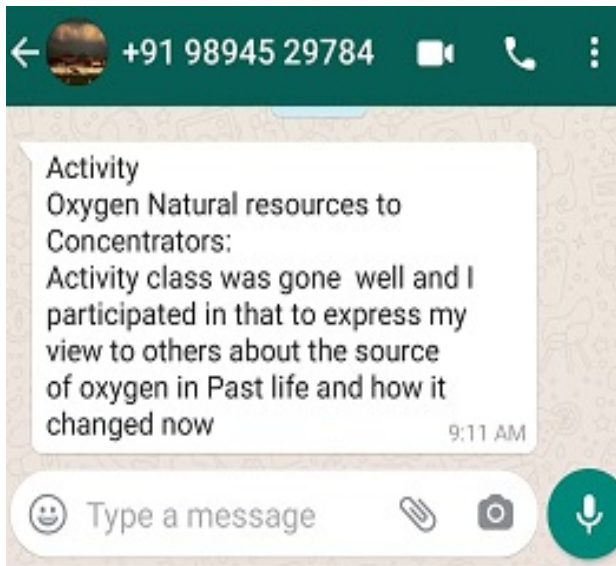 +91 98945 29784
Activity
Oxygen Natural resources to
Concentrators:
Activity class was gone well and I
participated in that to express my
view to others about the source
of oxygen in Past life and how it
changed now
9:11 AM
Type a message